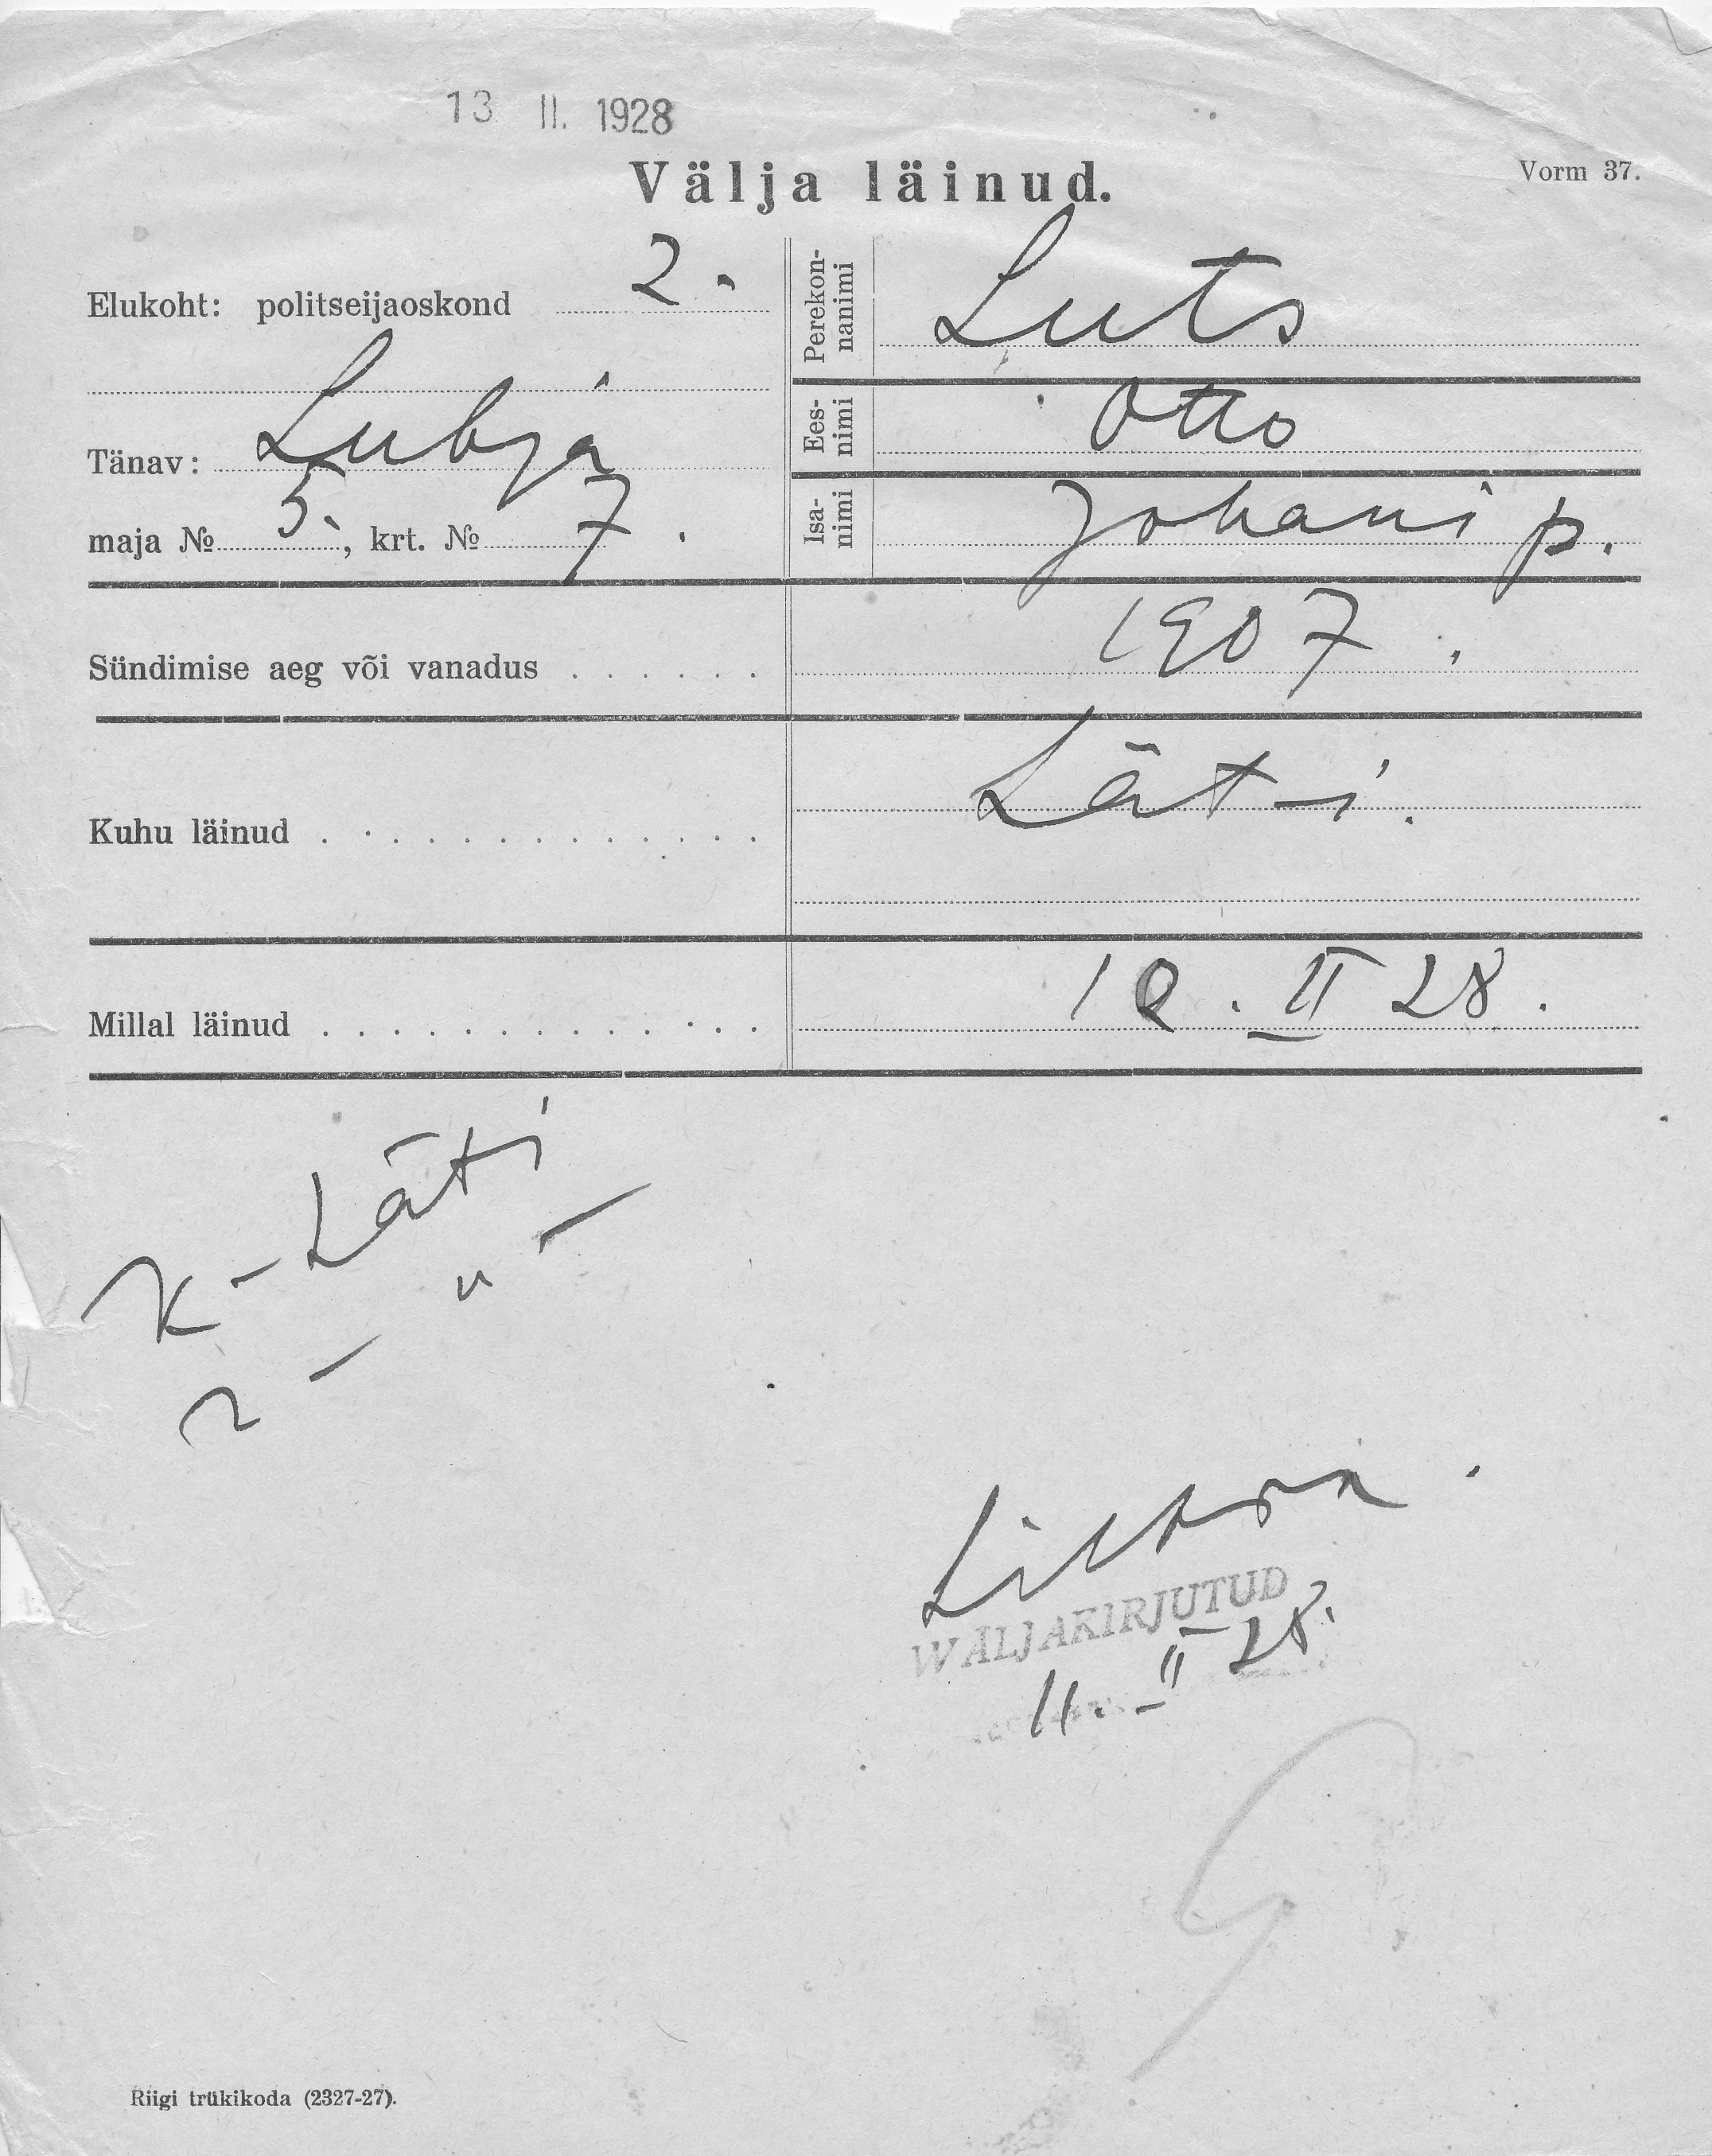 13 II. 1928
Välja läinud.
Vorm 37.
Elukoht: politseijaoskond 2.
Tänav: Lubja
maja № 5., krt. № 7.
Perekonnanimi Luts
Eesnimi Otto
Isanimi Johani p.
Sündimise aeg või vanadus 1907.
Kuhu läinud Läti.
Millal läinud 10. II 28.
K - Läti
2 - " -
WÄLJAKIRJUTUD
11. II 28.
Riigi trükikoda (2327-27).